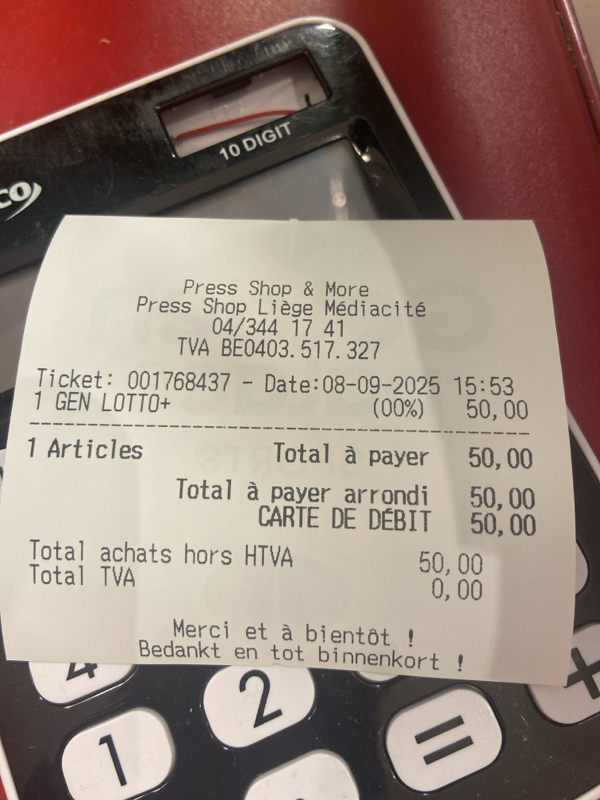 10 DIGIT
Press Shop & More
Press Shop Liège Médiacité
04/344 17 41
TVA BE0403.517.327
Ticket: 001768437 - Date:08-09-2025 15:53
1 GEN LOTTO+ (00%) 50,00
1 Articles Total à payer 50,00
Total à payer arrondi 50,00
CARTE DE DÉBIT 50,00
Total achats hors HTVA 50,00
Total TVA 0,00
Merci et à bientôt !
Bedankt en tot binnenkort !
4
2
+
1
=